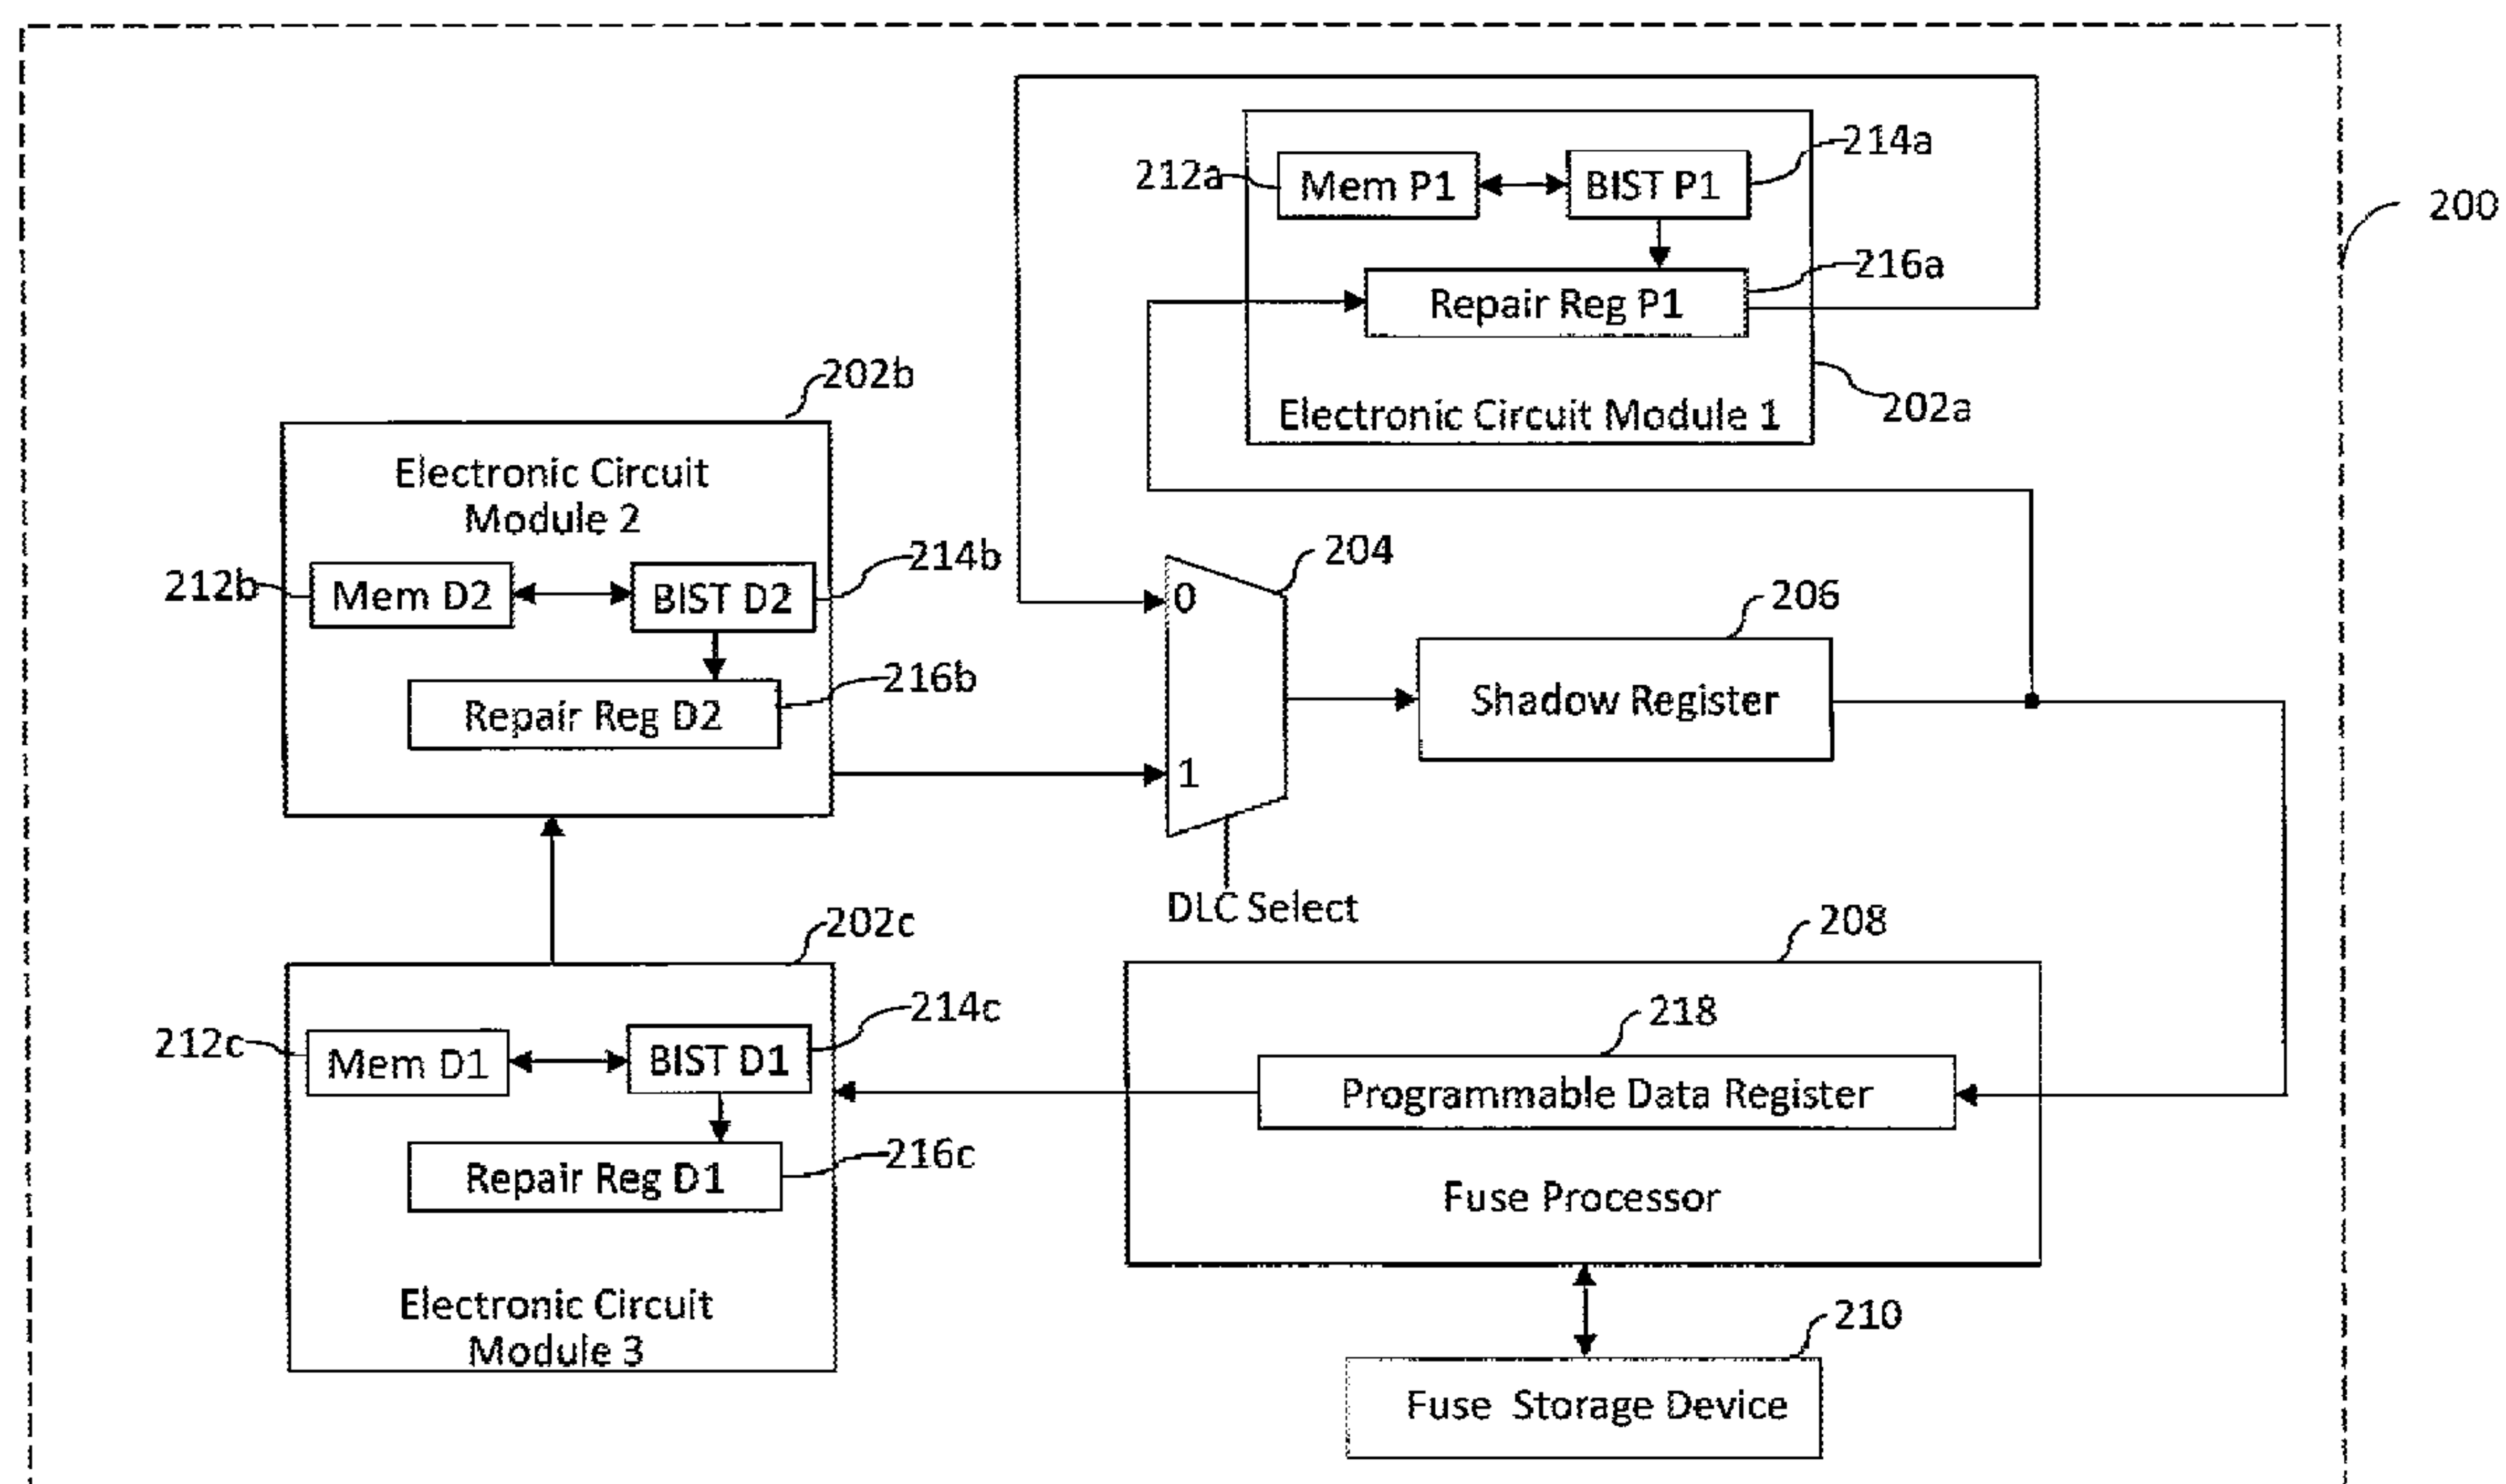 214a
212a
Mem P1
BIST P1
200
216a
Repair Reg P1
202b
202a
Electronic Circuit Module 1
Electronic Circuit
Module 2
214b
204
212b
Mem D2
BIST D2
0
206
216b
Repair Reg D2
Shadow Register
1
DLC Select
202c
208
214c
218
212c
Mem D1
BIST D1
Programmable Data Register
216c
Repair Reg D1
Fuse Processor
Electronic Circuit
Module 3
210
Fuse Storage Device